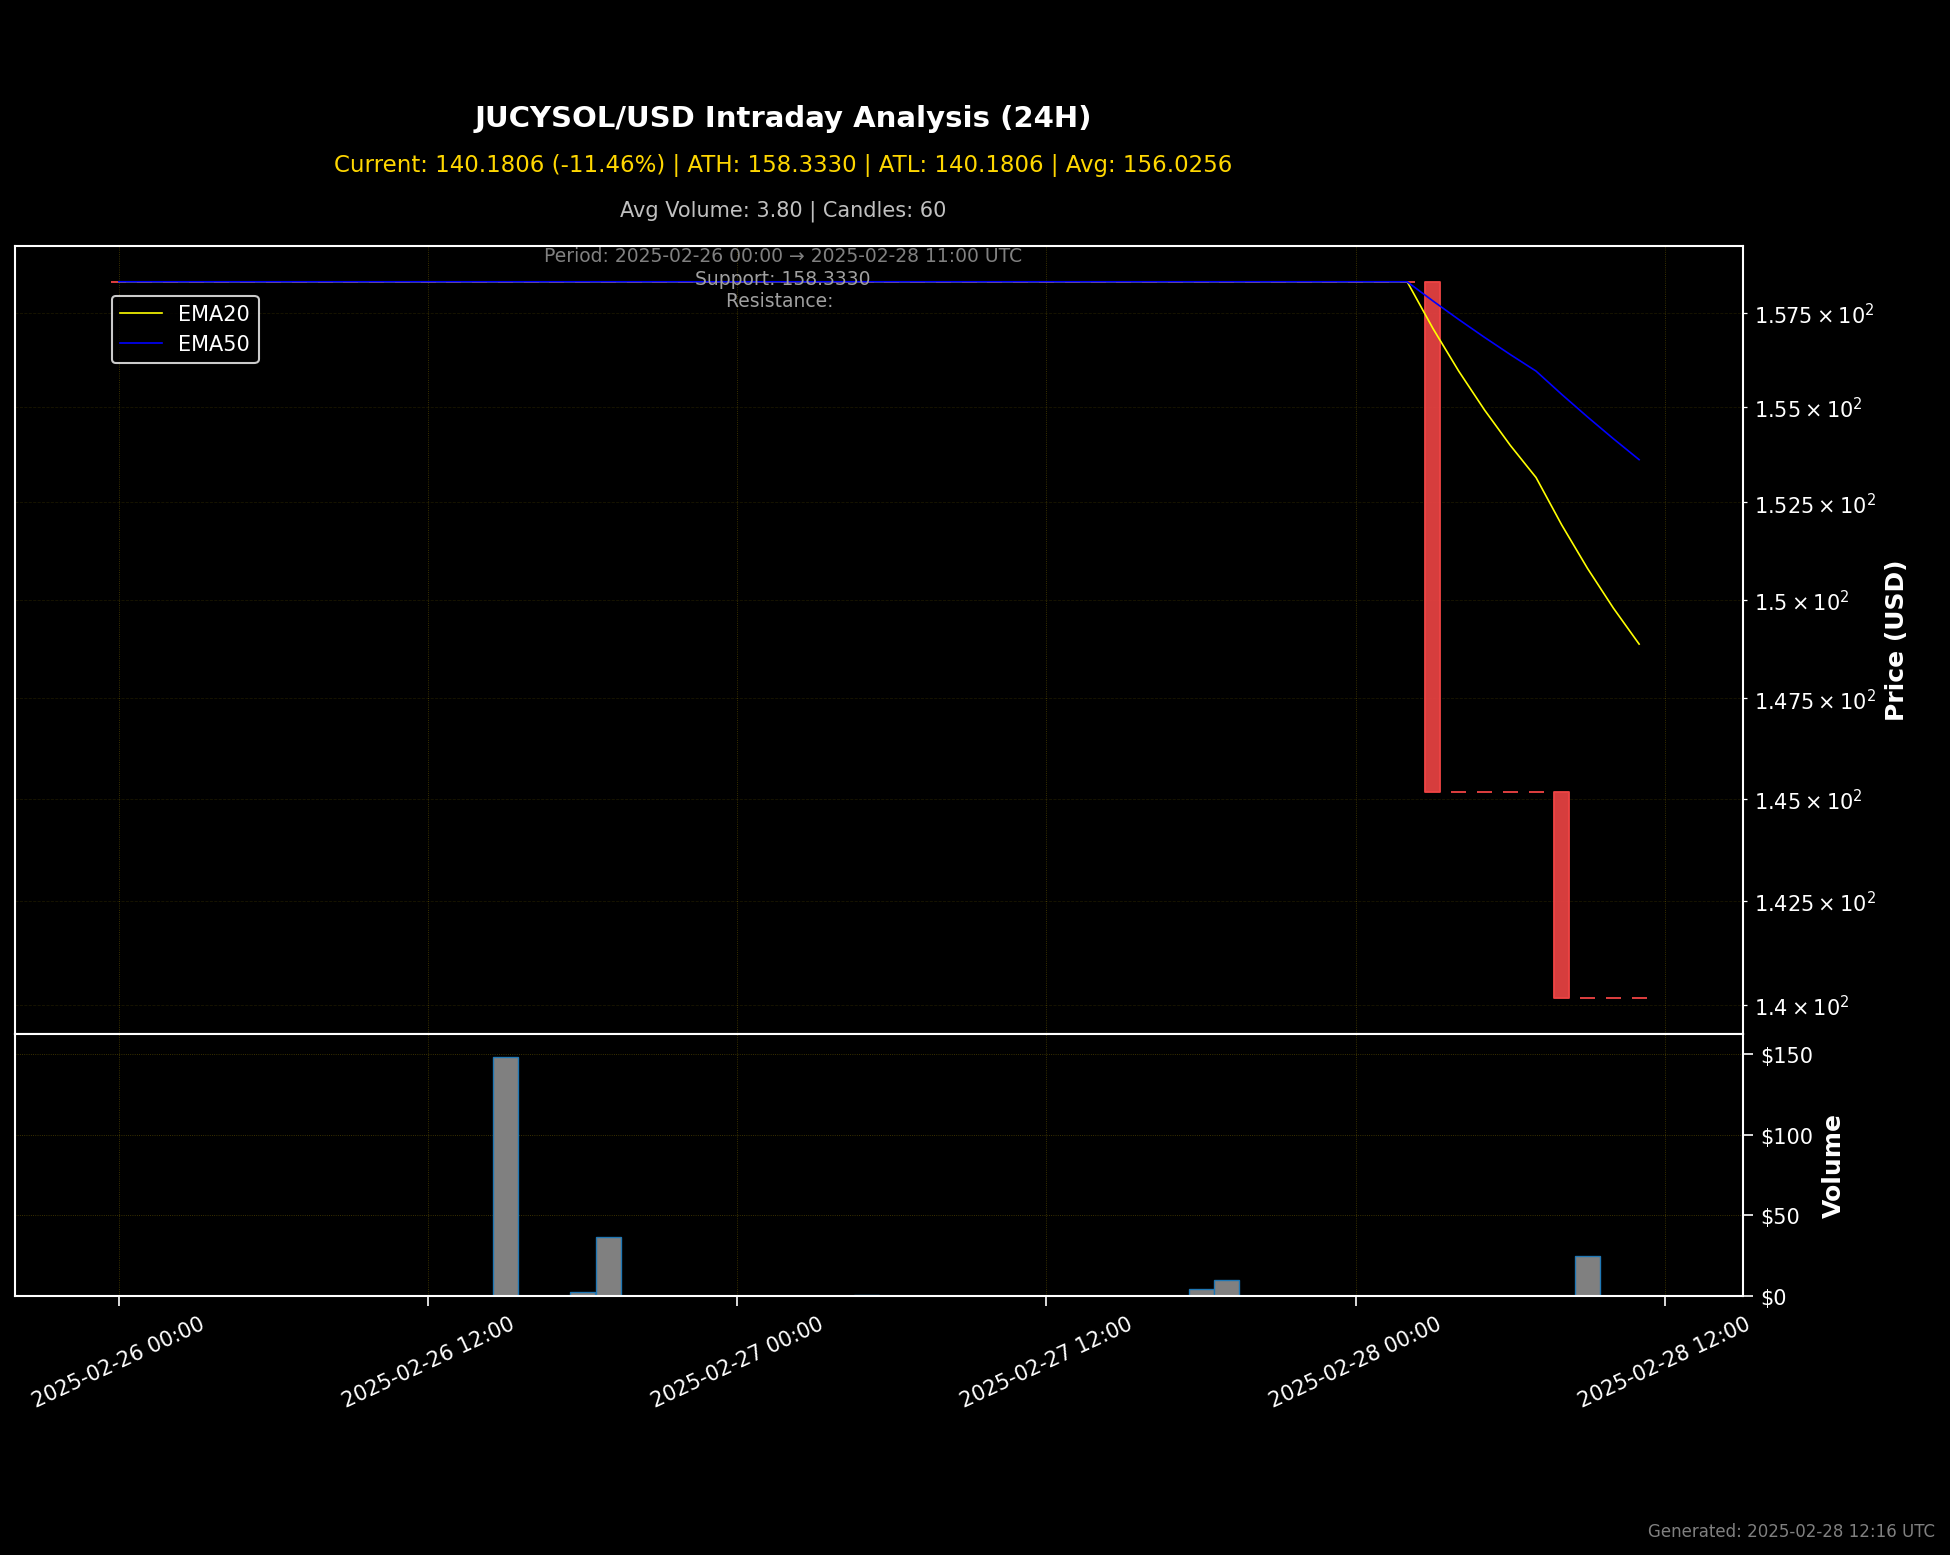 JUCYSOL/USD Intraday Analysis (24H)
Current: 140.1806 (-11.46%) | ATH: 158.3330 | ATL: 140.1806 | Avg: 156.0256
Avg Volume: 3.80 | Candles: 60
Period: 2025-02-26 00:00 → 2025-02-28 11:00 UTC
Support: 158.3330
Resistance:
EMA20
EMA50
1.575 × 10²
1.55 × 10²
1.525 × 10²
1.5 × 10²
1.475 × 10²
1.45 × 10²
1.425 × 10²
1.4 × 10²
Price (USD)
$150
$100
$50
$0
Volume
2025-02-26 00:00
2025-02-26 12:00
2025-02-27 00:00
2025-02-27 12:00
2025-02-28 00:00
2025-02-28 12:00
Generated: 2025-02-28 12:16 UTC